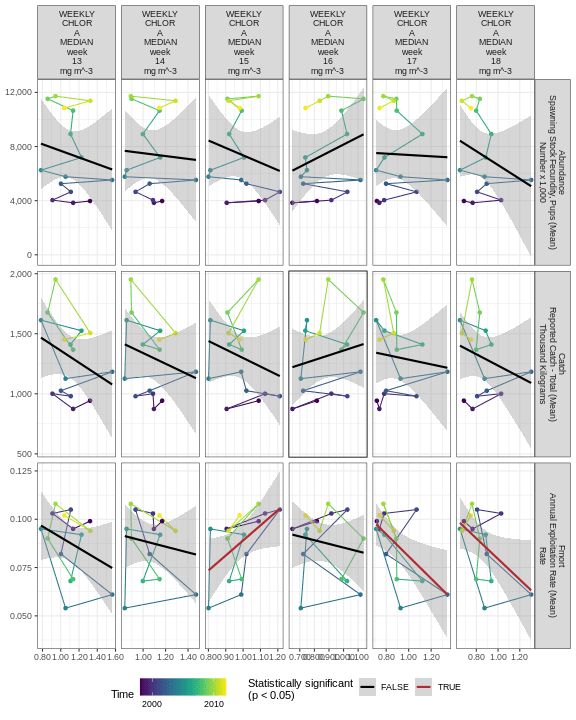 WEEKLY
CHLOR
A
MEDIAN
week
13
mg m^-3
WEEKLY
CHLOR
A
MEDIAN
week
14
mg m^-3
WEEKLY
CHLOR
A
MEDIAN
week
15
mg m^-3
WEEKLY
CHLOR
A
MEDIAN
week
16
mg m^-3
WEEKLY
CHLOR
A
MEDIAN
week
17
mg m^-3
WEEKLY
CHLOR
A
MEDIAN
week
18
mg m^-3
12,000
8,000
4,000
0
Abundance
Spawning Stock Fecundity, Pups (Mean)
Number x 1,000
2,000
1,500
1,000
500
Catch
Reported Catch - Total (Mean)
Thousand Kilograms
0.125
0.100
0.075
0.050
Fmort
Annual Exploitation Rate (Mean)
Rate
0.80 1.00 1.20 1.40 1.60
1.00 1.20 1.40
0.80 0.90 1.00 1.10 1.20
0.80 1.00 1.20
0.80 1.00 1.20
Time
2000 2010
Statistically significant
(p < 0.05)
FALSE
TRUE